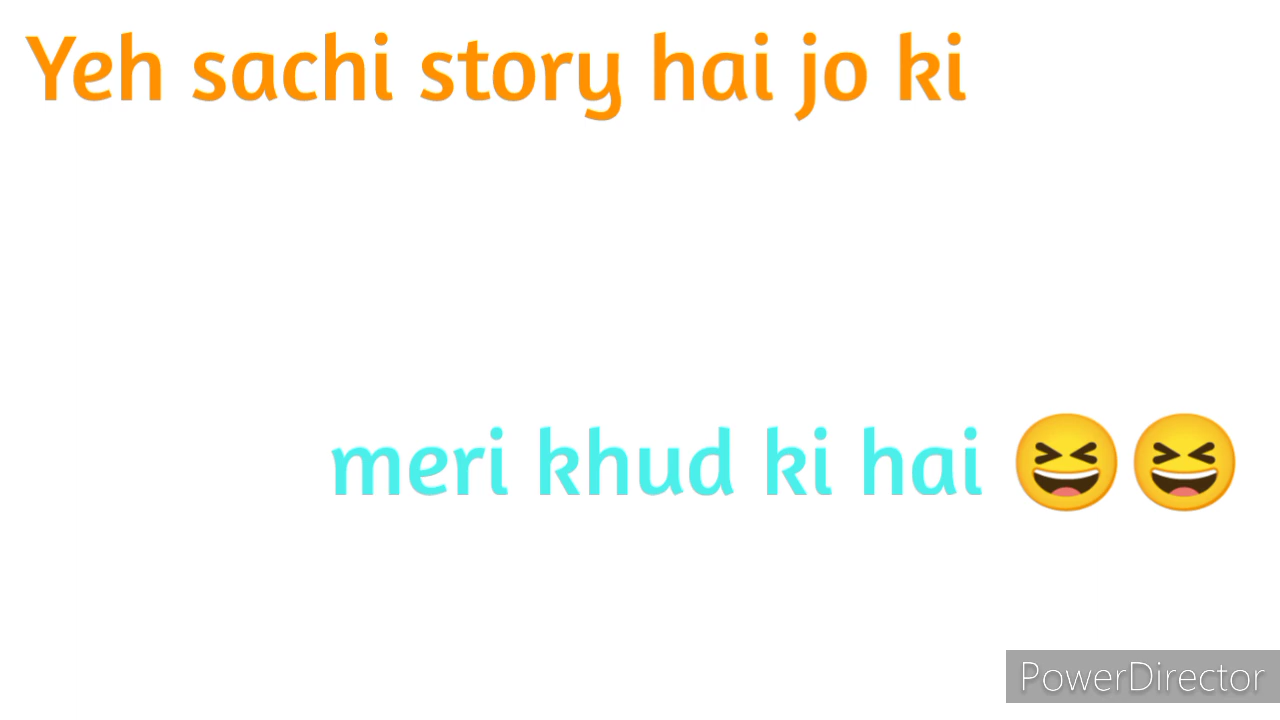 Yeh sachi story hai jo ki
meri khud ki hai 😆😆
PowerDirector